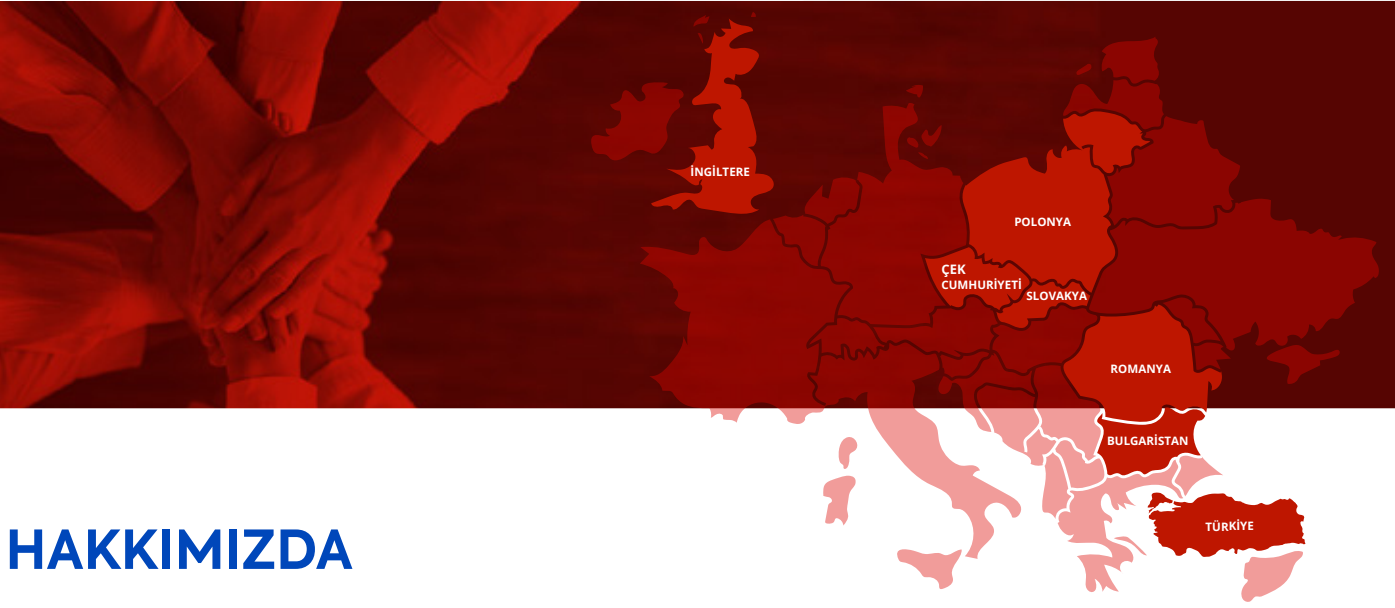 İNGİLTERE
POLONYA
ÇEK
CUMHURİYETİ
SLOVAKYA
ROMANYA
BULGARİSTAN
TÜRKİYE
HAKKIMIZDA